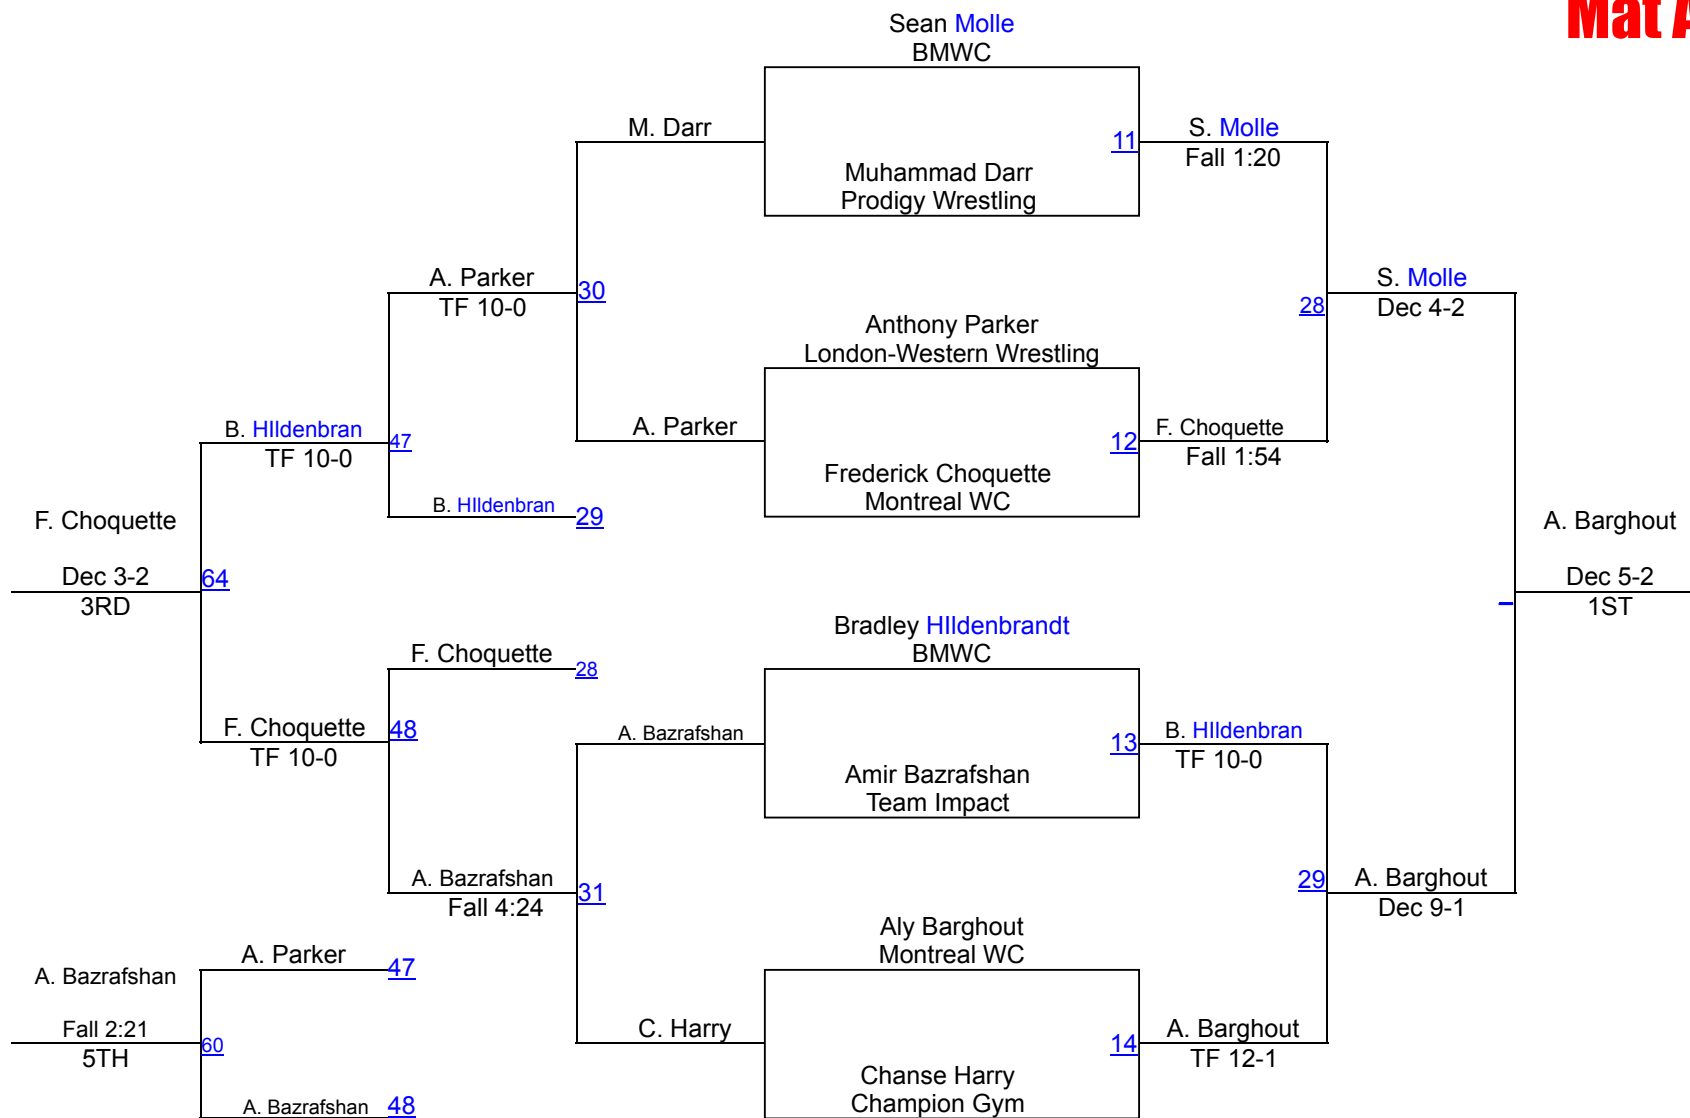 Mat A
Sean Molle
BMWC
M. Darr
11
S. Molle
Fall 1:20
Muhammad Darr
Prodigy Wrestling
A. Parker
TF 10-0
30
28
S. Molle
Dec 4-2
Anthony Parker
London-Western Wrestling
B. HIldenbran
TF 10-0
47
A. Parker
12
F. Choquette
Fall 1:54
Frederick Choquette
Montreal WC
B. HIldenbran
29
F. Choquette
Dec 3-2
3RD
64
A. Barghout
Dec 5-2
1ST
Bradley HIldenbrandt
BMWC
F. Choquette
28
F. Choquette
TF 10-0
48
A. Bazrafshan
13
B. HIldenbran
TF 10-0
Amir Bazrafshan
Team Impact
A. Bazrafshan
Fall 4:24
31
29
A. Barghout
Dec 9-1
Aly Barghout
Montreal WC
A. Parker
47
A. Bazrafshan
Fall 2:21
5TH
60
C. Harry
14
A. Barghout
TF 12-1
Chanse Harry
Champion Gym
A. Bazrafshan
48